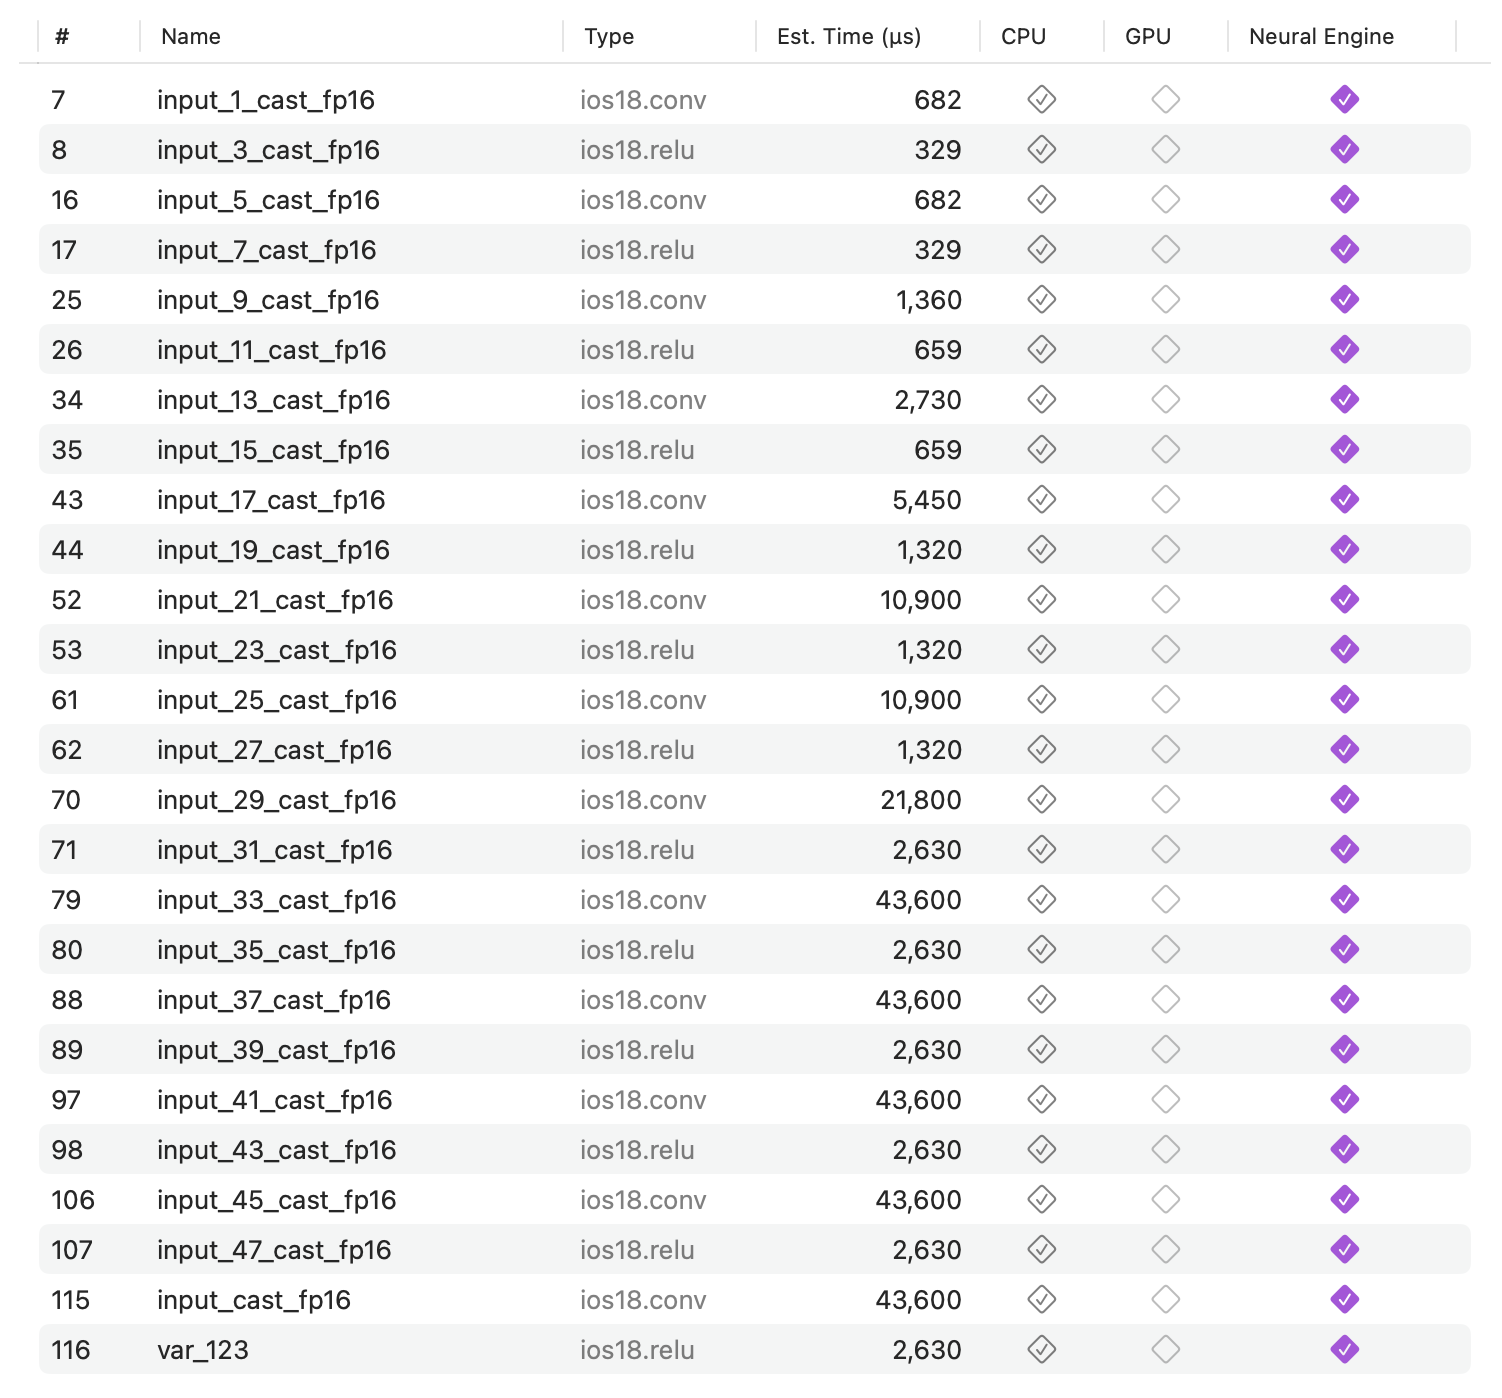 # Name Type Est. Time (µs) CPU GPU Neural Engine
7 input_1_cast_fp16 ios18.conv 682
8 input_3_cast_fp16 ios18.relu 329
16 input_5_cast_fp16 ios18.conv 682
17 input_7_cast_fp16 ios18.relu 329
25 input_9_cast_fp16 ios18.conv 1,360
26 input_11_cast_fp16 ios18.relu 659
34 input_13_cast_fp16 ios18.conv 2,730
35 input_15_cast_fp16 ios18.relu 659
43 input_17_cast_fp16 ios18.conv 5,450
44 input_19_cast_fp16 ios18.relu 1,320
52 input_21_cast_fp16 ios18.conv 10,900
53 input_23_cast_fp16 ios18.relu 1,320
61 input_25_cast_fp16 ios18.conv 10,900
62 input_27_cast_fp16 ios18.relu 1,320
70 input_29_cast_fp16 ios18.conv 21,800
71 input_31_cast_fp16 ios18.relu 2,630
79 input_33_cast_fp16 ios18.conv 43,600
80 input_35_cast_fp16 ios18.relu 2,630
88 input_37_cast_fp16 ios18.conv 43,600
89 input_39_cast_fp16 ios18.relu 2,630
97 input_41_cast_fp16 ios18.conv 43,600
98 input_43_cast_fp16 ios18.relu 2,630
106 input_45_cast_fp16 ios18.conv 43,600
107 input_47_cast_fp16 ios18.relu 2,630
115 input_cast_fp16 ios18.conv 43,600
116 var_123 ios18.relu 2,630